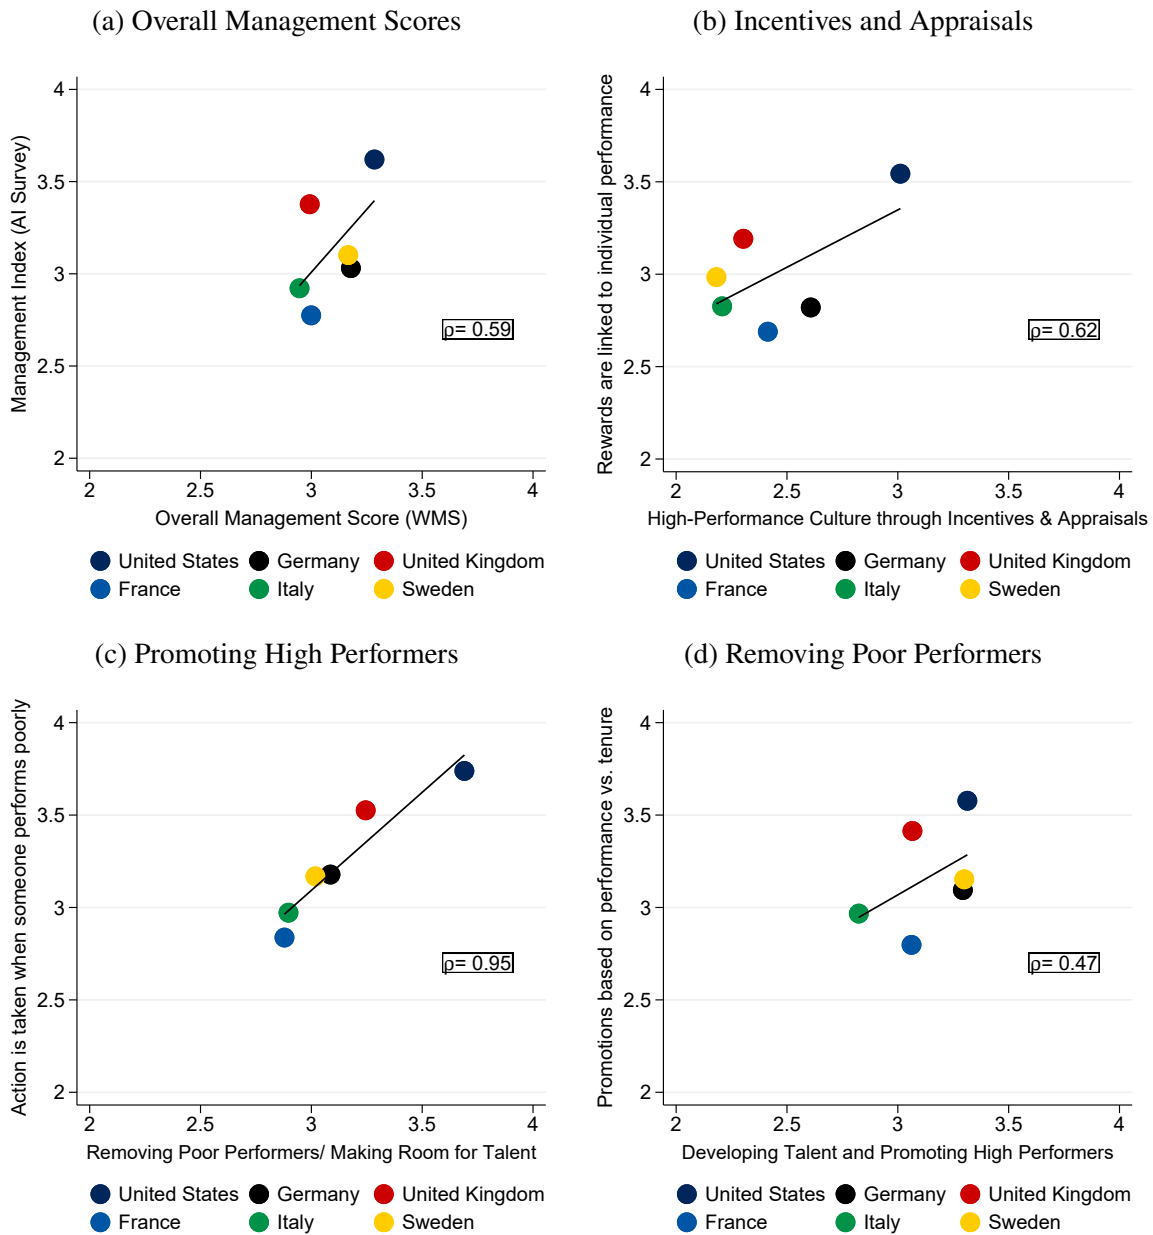 (a) Overall Management Scores
Management Index (AI Survey)
4
3.5
3
2.5
2
ρ= 0.59
2 2.5 3 3.5 4
Overall Management Score (WMS)
United States Germany United Kingdom
France Italy Sweden
(b) Incentives and Appraisals
Rewards are linked to individual performance
4
3.5
3
2.5
2
ρ= 0.62
2 2.5 3 3.5 4
High-Performance Culture through Incentives & Appraisals
United States Germany United Kingdom
France Italy Sweden
(c) Promoting High Performers
Action is taken when someone performs poorly
4
3.5
3
2.5
2
ρ= 0.95
2 2.5 3 3.5 4
Removing Poor Performers/ Making Room for Talent
United States Germany United Kingdom
France Italy Sweden
(d) Removing Poor Performers
Promotions based on performance vs. tenure
4
3.5
3
2.5
2
ρ= 0.47
2 2.5 3 3.5 4
Developing Talent and Promoting High Performers
United States Germany United Kingdom
France Italy Sweden